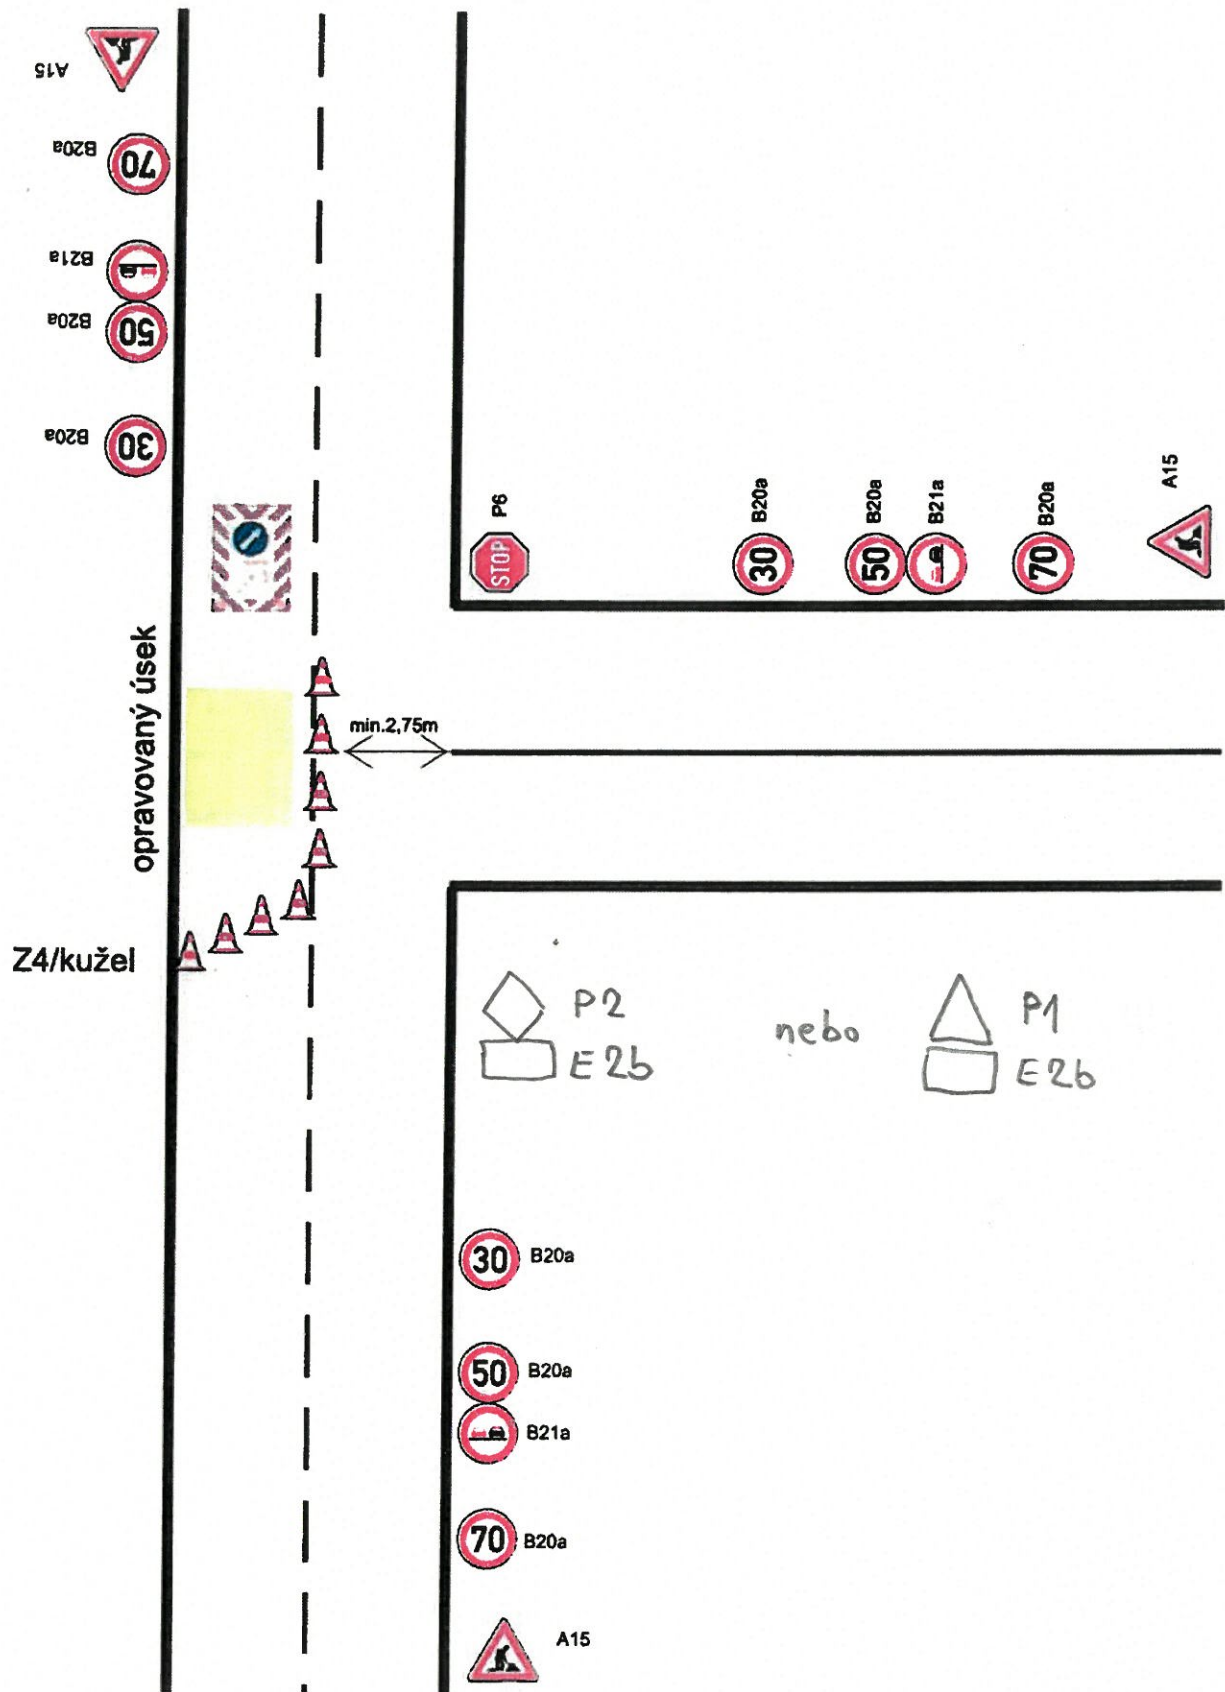 A15
B20a
70
B21a
B20a
50
B20a
30
P6
STOP
B20a
30
B20a
50
B21a
B20a
70
A15
opravovaný úsek
min.2,75m
Z4/kužel
P2
E2b
nebo
P1
E2b
30 B20a
50 B20a
B21a
70 B20a
A15